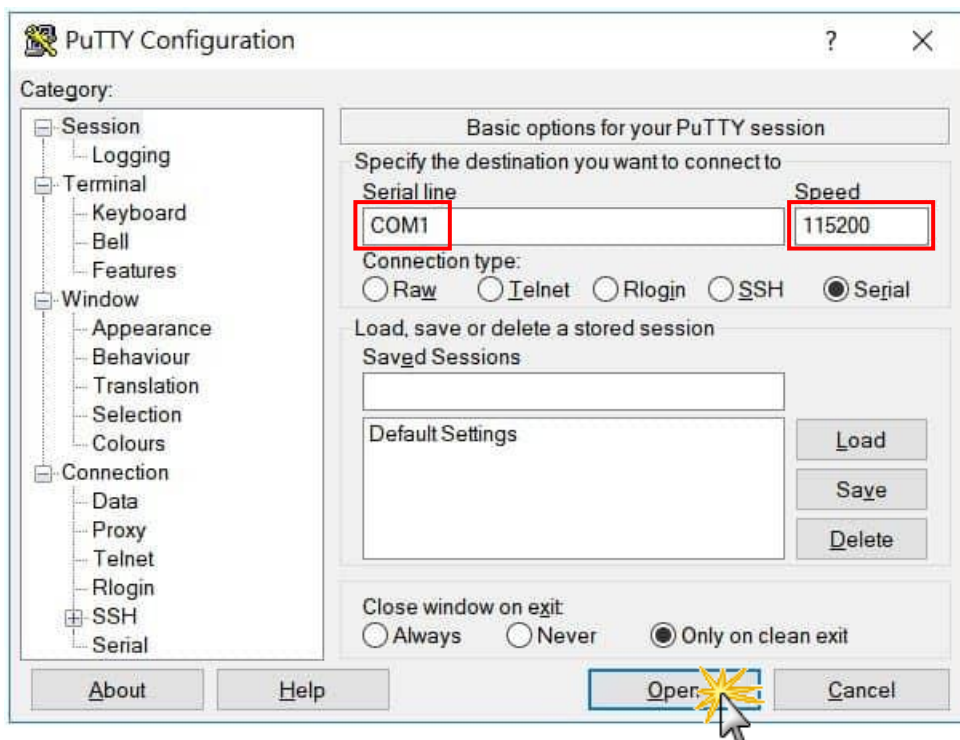 PuTTY Configuration
?
Category:
Session
Logging
Terminal
Keyboard
Bell
Features
Window
Appearance
Behaviour
Translation
Selection
Colours
Connection
Data
Proxy
Telnet
Rlogin
SSH
Serial
Basic options for your PuTTY session
Specify the destination you want to connect to
Serial line Speed
COM1 115200
Connection type:
Raw Telnet Rlogin SSH Serial
Load, save or delete a stored session
Saved Sessions
Default Settings
Load
Save
Delete
Close window on exit:
Always Never Only on clean exit
About Help Open Cancel